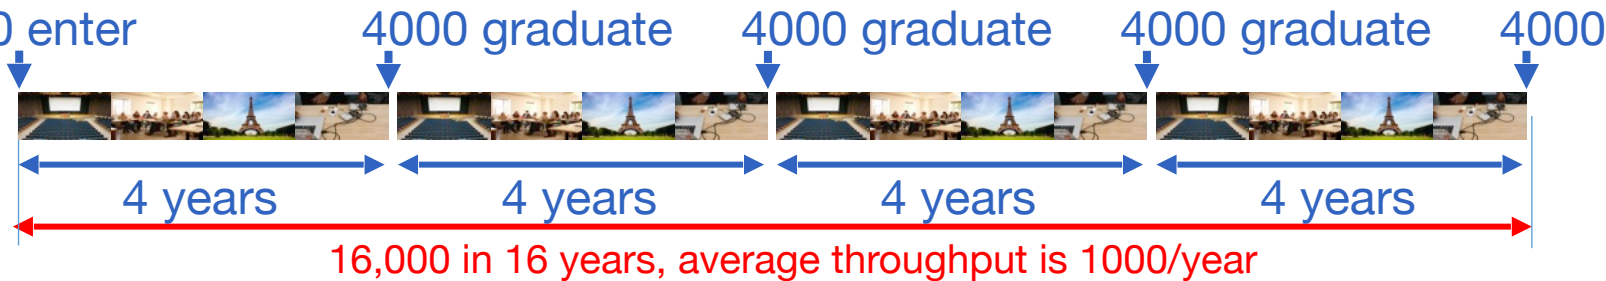 0 enter 4000 graduate 4000 graduate 4000 graduate 4000
4 years 4 years 4 years 4 years
16,000 in 16 years, average throughput is 1000/year